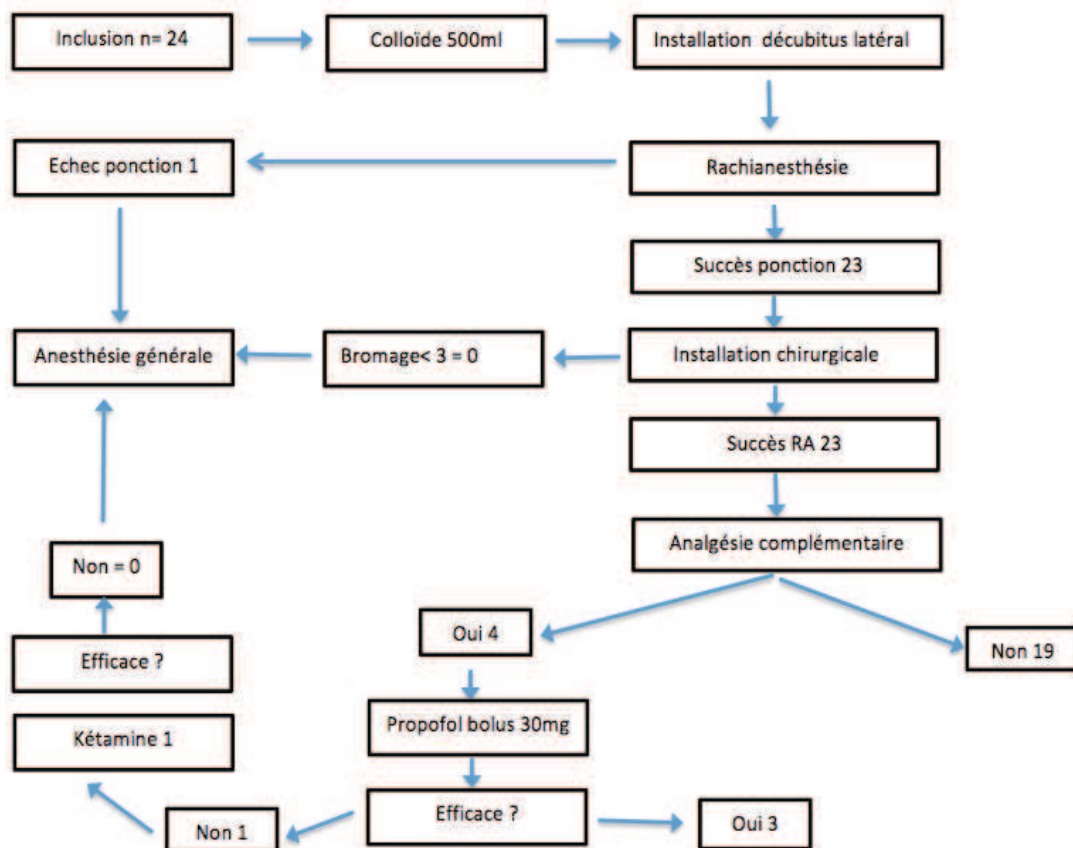 Inclusion n= 24
Colloïde 500ml
Installation décubitus latéral
Echec ponction 1
Rachianesthésie
Succès ponction 23
Anesthésie générale
Bromage< 3 = 0
Installation chirurgicale
Succès RA 23
Analgésie complémentaire
Non = 0
Oui 4
Non 19
Efficace ?
Propofol bolus 30mg
Kétamine 1
Efficace ?
Non 1
Oui 3